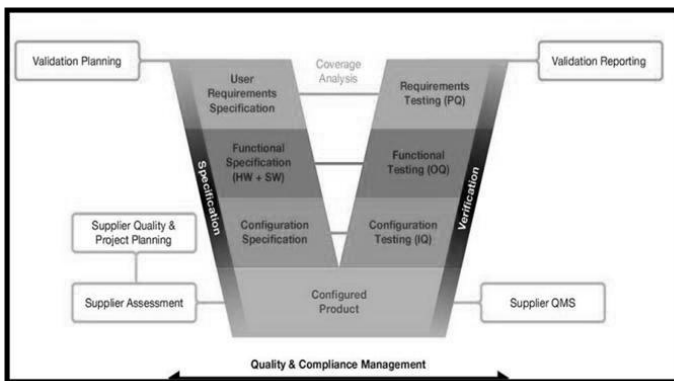 Validation Planning
Coverage
Analysis
Validation Reporting
User
Requirements
Specification
Requirements
Testing (PQ)
Functional
Specification
(HW + SW)
Functional
Testing (OQ)
Specification
Verification
Configuration
Specification
Configuration
Testing (IQ)
Supplier Quality &
Project Planning
Supplier Assessment
Configured
Product
Supplier QMS
Quality & Compliance Management